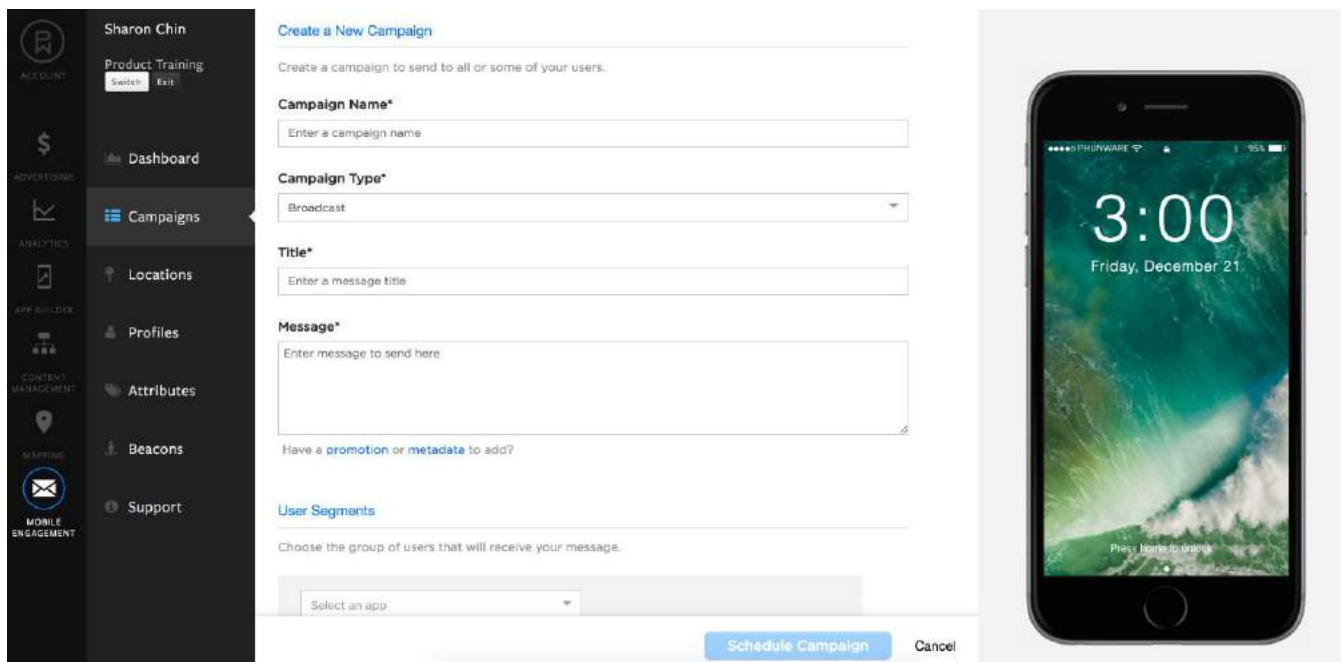 ACCOUNT
ADVERTISING
ANALYTICS
APP BUILDER
CONTENT
MANAGEMENT
MAPPING
MOBILE
ENGAGEMENT
Sharon Chin
Product Training
Switch Exit
Dashboard
Campaigns
Locations
Profiles
Attributes
Beacons
Support
Create a New Campaign
Create a campaign to send to all or some of your users.
Campaign Name*
Enter a campaign name
Campaign Type*
Broadcast
Title*
Enter a message title
Message*
Enter message to send here
Have a promotion or metadata to add?
User Segments
Choose the group of users that will receive your message.
Select an app
Schedule Campaign Cancel
PHUNWARE 95%
3:00
Friday, December 21
Press home to unlock